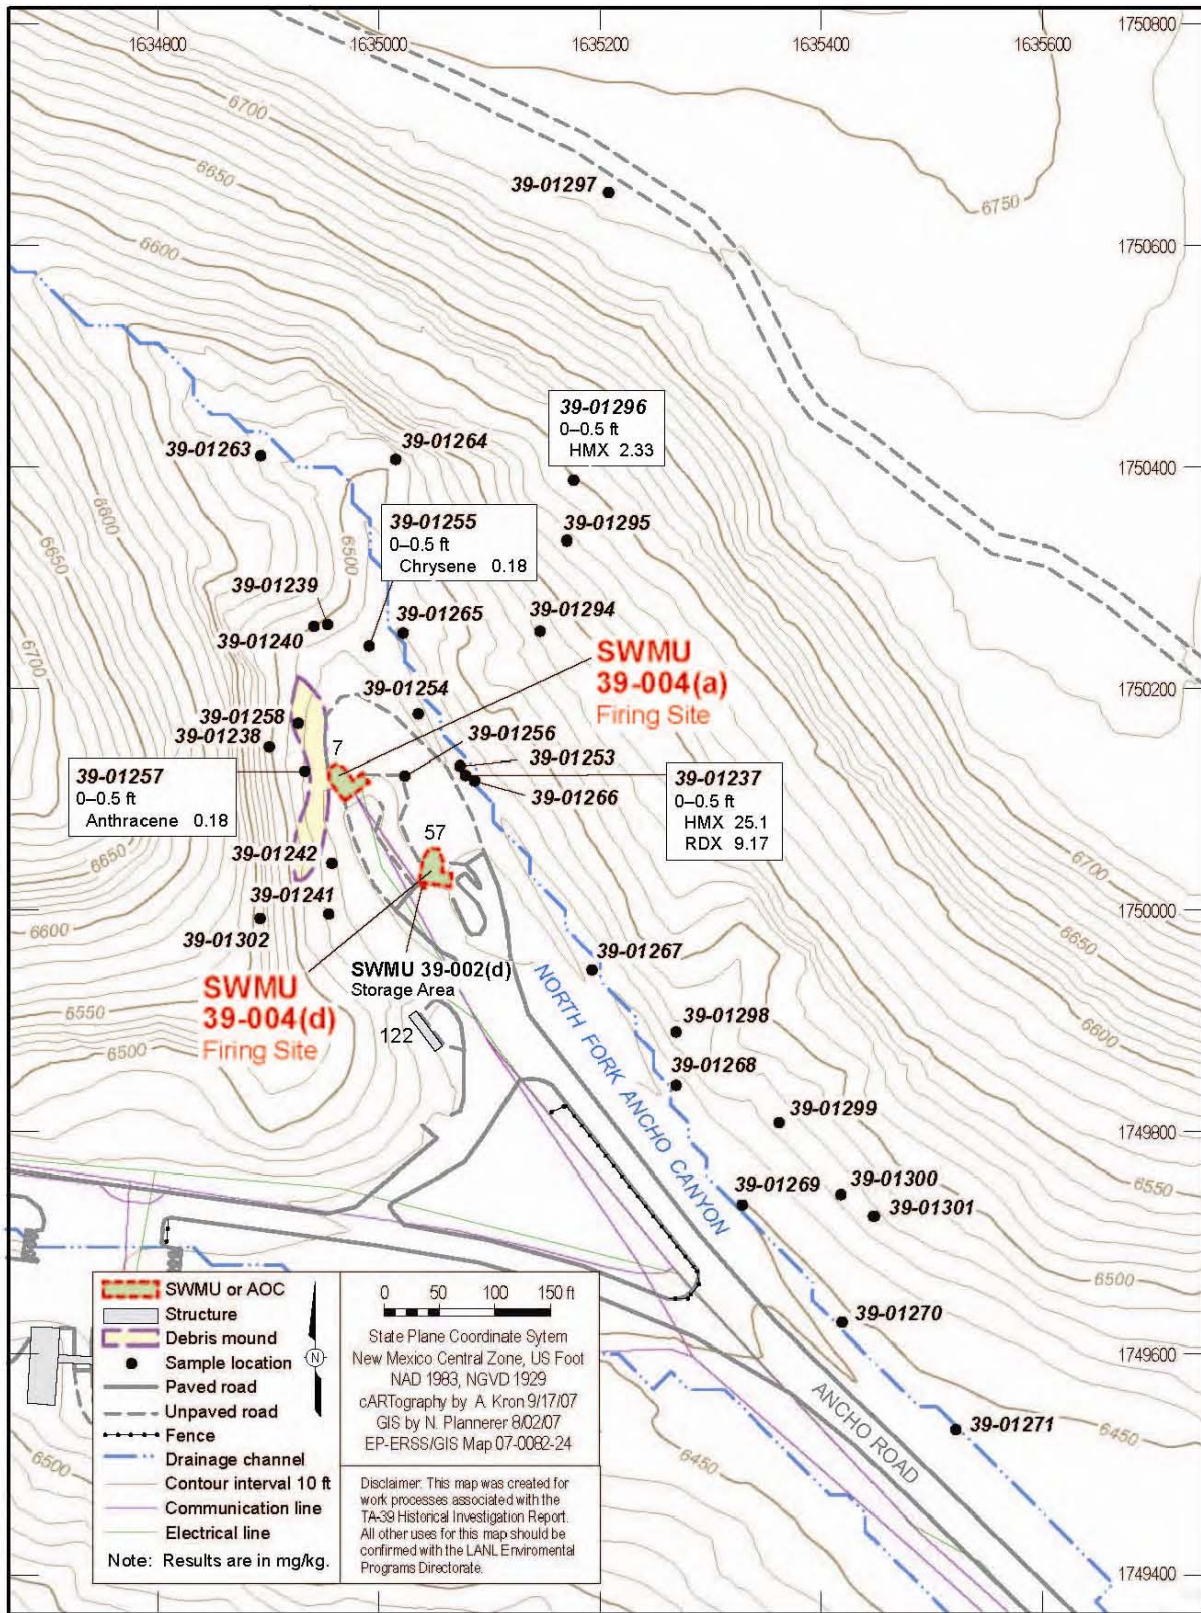 1634800
1635000
1635200
1635400
1635600
1750800
6700
6650
39-01297
6750
6600
1750600
39-01296
0–0.5 ft
HMX 2.33
39-01263
39-01264
1750400
6600
6650
6500
39-01255
0–0.5 ft
Chrysene 0.18
39-01295
39-01239
39-01240
39-01265
39-01294
6700
SWMU
39-004(a)
Firing Site
1750200
39-01254
39-01258
39-01238
7
39-01256
39-01253
39-01257
0–0.5 ft
Anthracene 0.18
39-01266
39-01237
0–0.5 ft
HMX 25.1
RDX 9.17
57
39-01242
6650
6700
39-01241
6600
39-01302
1750000
6650
39-01267
SWMU 39-002(d)
Storage Area
SWMU
39-004(d)
Firing Site
6550
6500
122
NORTH FORK ANCHO CANYON
39-01298
6600
39-01268
39-01299
1749800
39-01300
6550
39-01269
39-01301
6500
39-01270
1749600
39-01271
6450
ANCHO ROAD
6450
6500
1749400
SWMU or AOC
Structure
Debris mound
Sample location
Paved road
Unpaved road
Fence
Drainage channel
Contour interval 10 ft
Communication line
Electrical line
Note: Results are in mg/kg.
N
0 50 100 150 ft
State Plane Coordinate Sytem
New Mexico Central Zone, US Foot
NAD 1983, NGVD 1929
cARTography by A. Kron 9/17/07
GIS by N. Plannerer 8/02/07
EP-ERSS/GIS Map 07-0082-24
Disclaimer: This map was created for
work processes associated with the
TA-39 Historical Investigation Report.
All other uses for this map should be
confirmed with the LANL Enviromental
Programs Directorate.